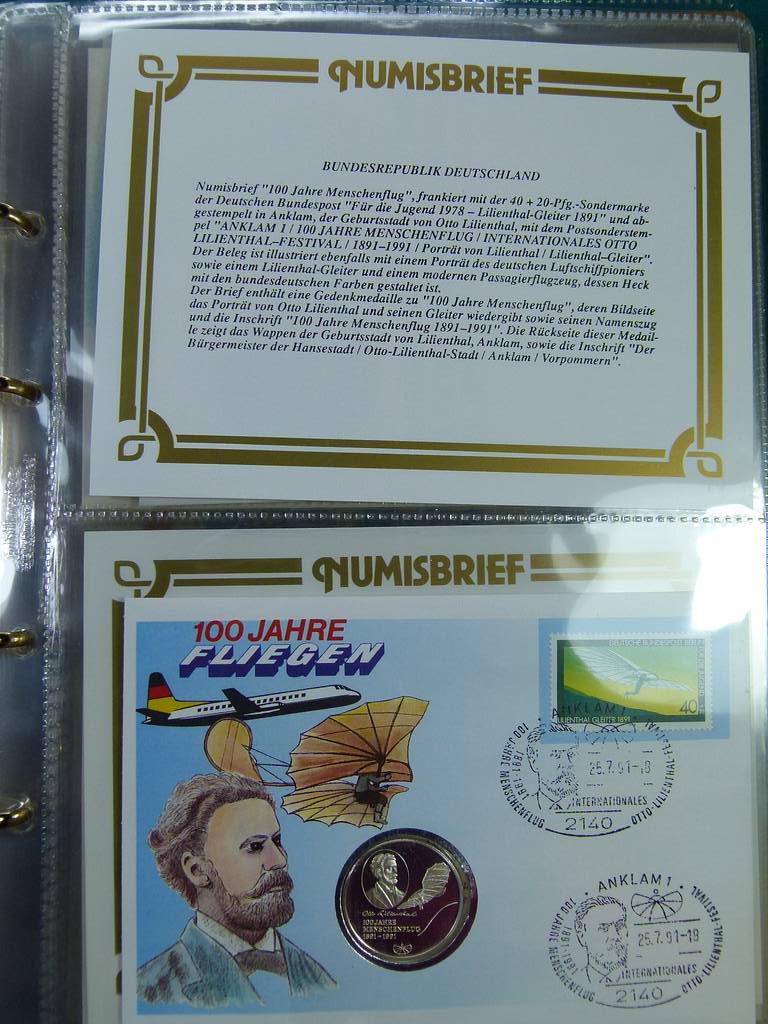 NUMISBRIEF
BUNDESREPUBLIK DEUTSCHLAND
Numisbrief "100 Jahre Menschenflug", frankiert mit der 40 + 20-Pfg.-Sondermarke
der Deutschen Bundespost "Für die Jugend 1978 – Lilienthal-Gleiter 1891" und ab-
gestempelt in Anklam, der Geburtsstadt von Otto Lilienthal, mit dem Postsonderstem-
pel "ANKLAM 1 / 100 JAHRE MENSCHENFLUG / INTERNATIONALES OTTO
LILIENTHAL–FESTIVAL / 1891–1991 / Porträt von Lilienthal / Lilienthal–Gleiter".
Der Beleg ist illustriert ebenfalls mit einem Porträt des deutschen Luftschiffpioniers
sowie einem Lilienthal-Gleiter und einem modernen Passagierflugzeug, dessen Heck
mit den bundesdeutschen Farben gestaltet ist.
Der Brief enthält eine Gedenkmedaille zu "100 Jahre Menschenflug", deren Bildseite
das Porträt von Otto Lilienthal und seinen Gleiter wiedergibt sowie seinen Namenszug
und die Inschrift "100 Jahre Menschenflug 1891–1991". Die Rückseite dieser Medail-
le zeigt das Wappen der Geburtsstadt von Lilienthal, Anklam, sowie die Inschrift "Der
Bürgermeister der Hansestadt / Otto-Lilienthal-Stadt / Anklam / Vorpommern".
NUMISBRIEF
100 JAHRE
FLIEGEN
DEUTSCHE BUNDESPOST BERLIN
40
LILIENTHAL GLEITER 1891
ANKLAM 1
100 JAHRE MENSCHENFLUG
1891-1991
25.7.91-18
INTERNATIONALES
OTTO-LILIENTHAL-FESTIVAL
2140
Otto Lilienthal
100 JAHRE
MENSCHENFLUG
1891-1991
ANKLAM 1
100 JAHRE MENSCHENFLUG
1891-1991
25.7.91-18
INTERNATIONALES
OTTO-LILIENTHAL-FESTIVAL
2140